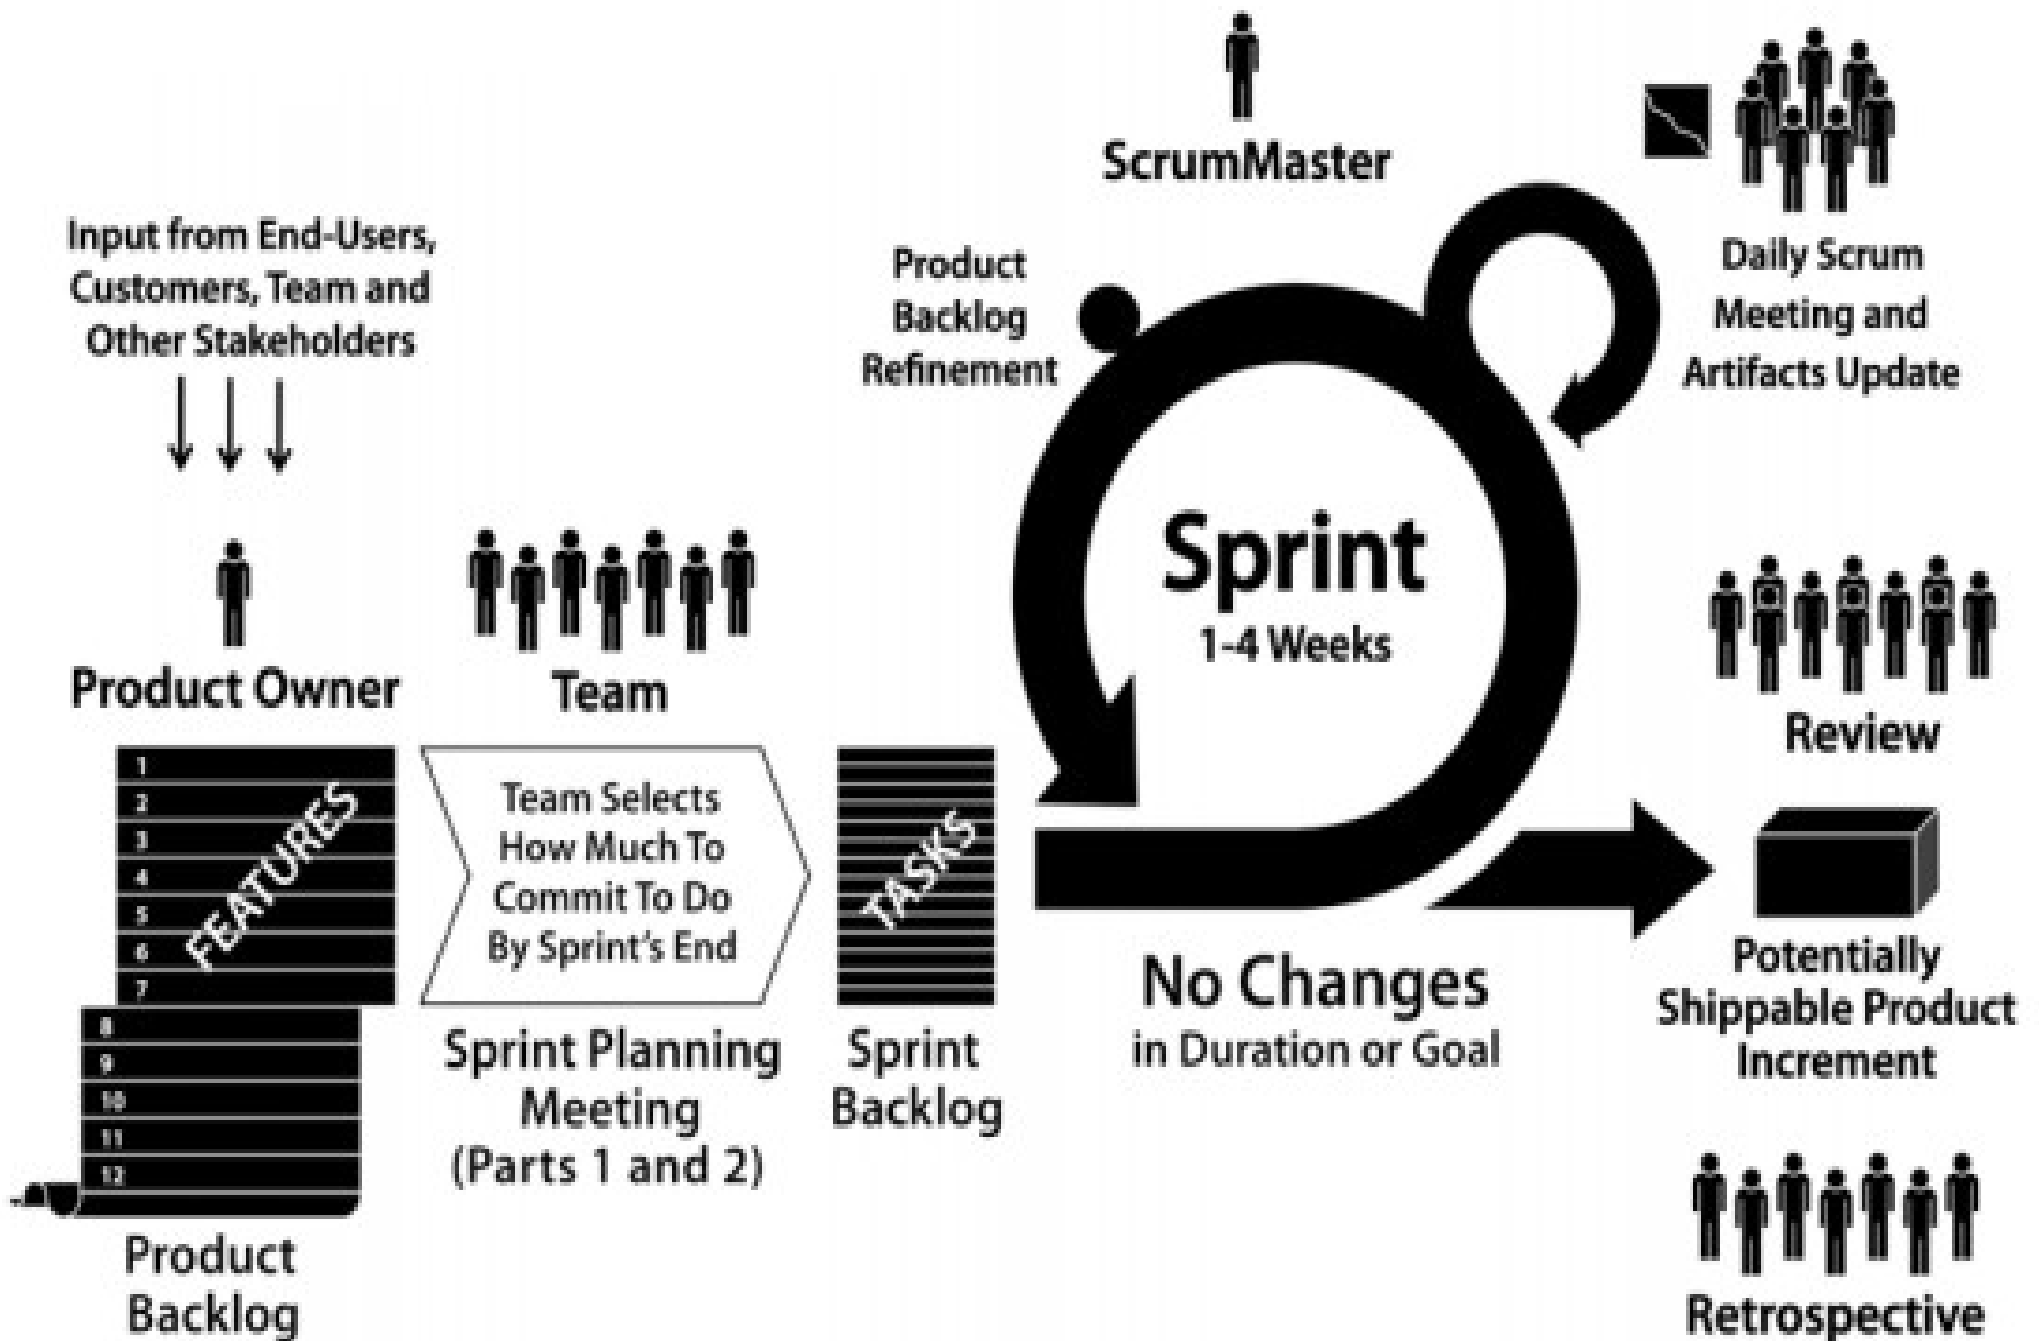 Input from End-Users,
Customers, Team and
Other Stakeholders
Product Owner
1
2
3
4
5
6
7
FEATURES
8
9
10
11
12
Product
Backlog
Team
Team Selects
How Much To
Commit To Do
By Sprint's End
Sprint Planning
Meeting
(Parts 1 and 2)
TASKS
Sprint
Backlog
ScrumMaster
Product
Backlog
Refinement
Sprint
1-4 Weeks
No Changes
in Duration or Goal
Daily Scrum
Meeting and
Artifacts Update
Review
Potentially
Shippable Product
Increment
Retrospective